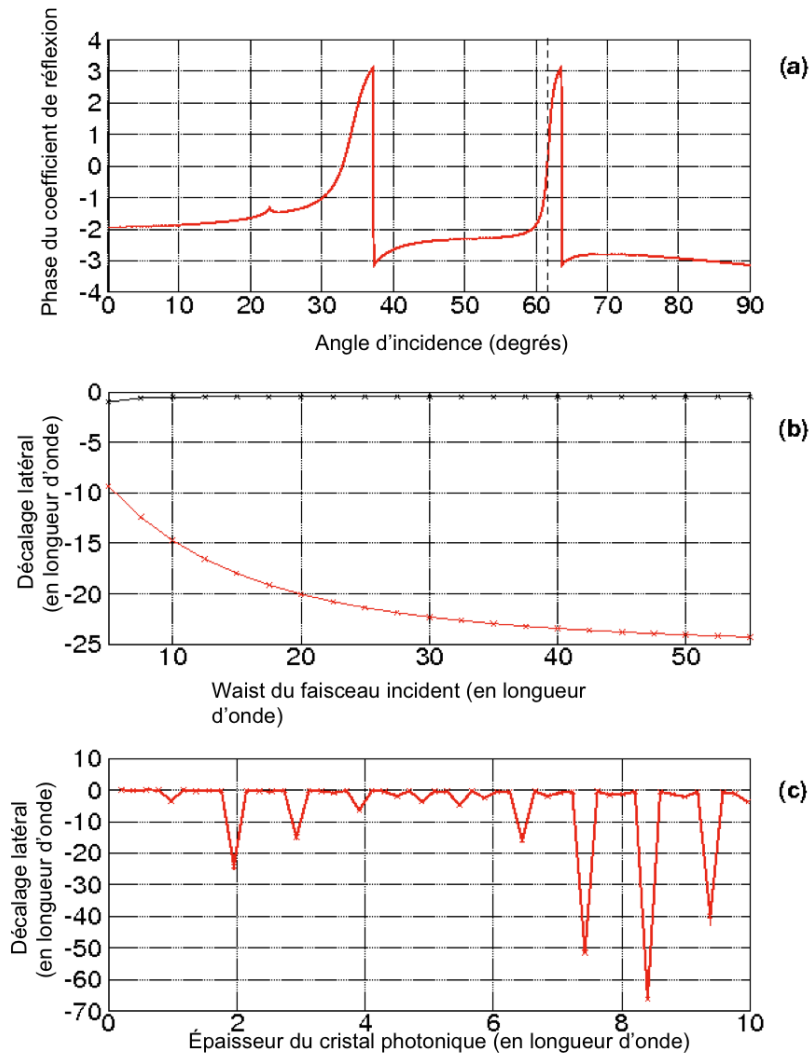 4
3
2
1
0
-1
-2
-3
-4
Phase du coefficient de réflexion
(a)
0 10 20 30 40 50 60 70 80 90
Angle d'incidence (degrés)
0
-5
-10
-15
-20
-25
Décalage latéral
(en longueur d'onde)
(b)
10 20 30 40 50
Waist du faisceau incident (en longueur
d'onde)
10
0
-10
-20
-30
-40
-50
-60
-70
Décalage latéral
(en longueur d'onde)
(c)
0 2 4 6 8 10
Épaisseur du cristal photonique (en longueur d'onde)